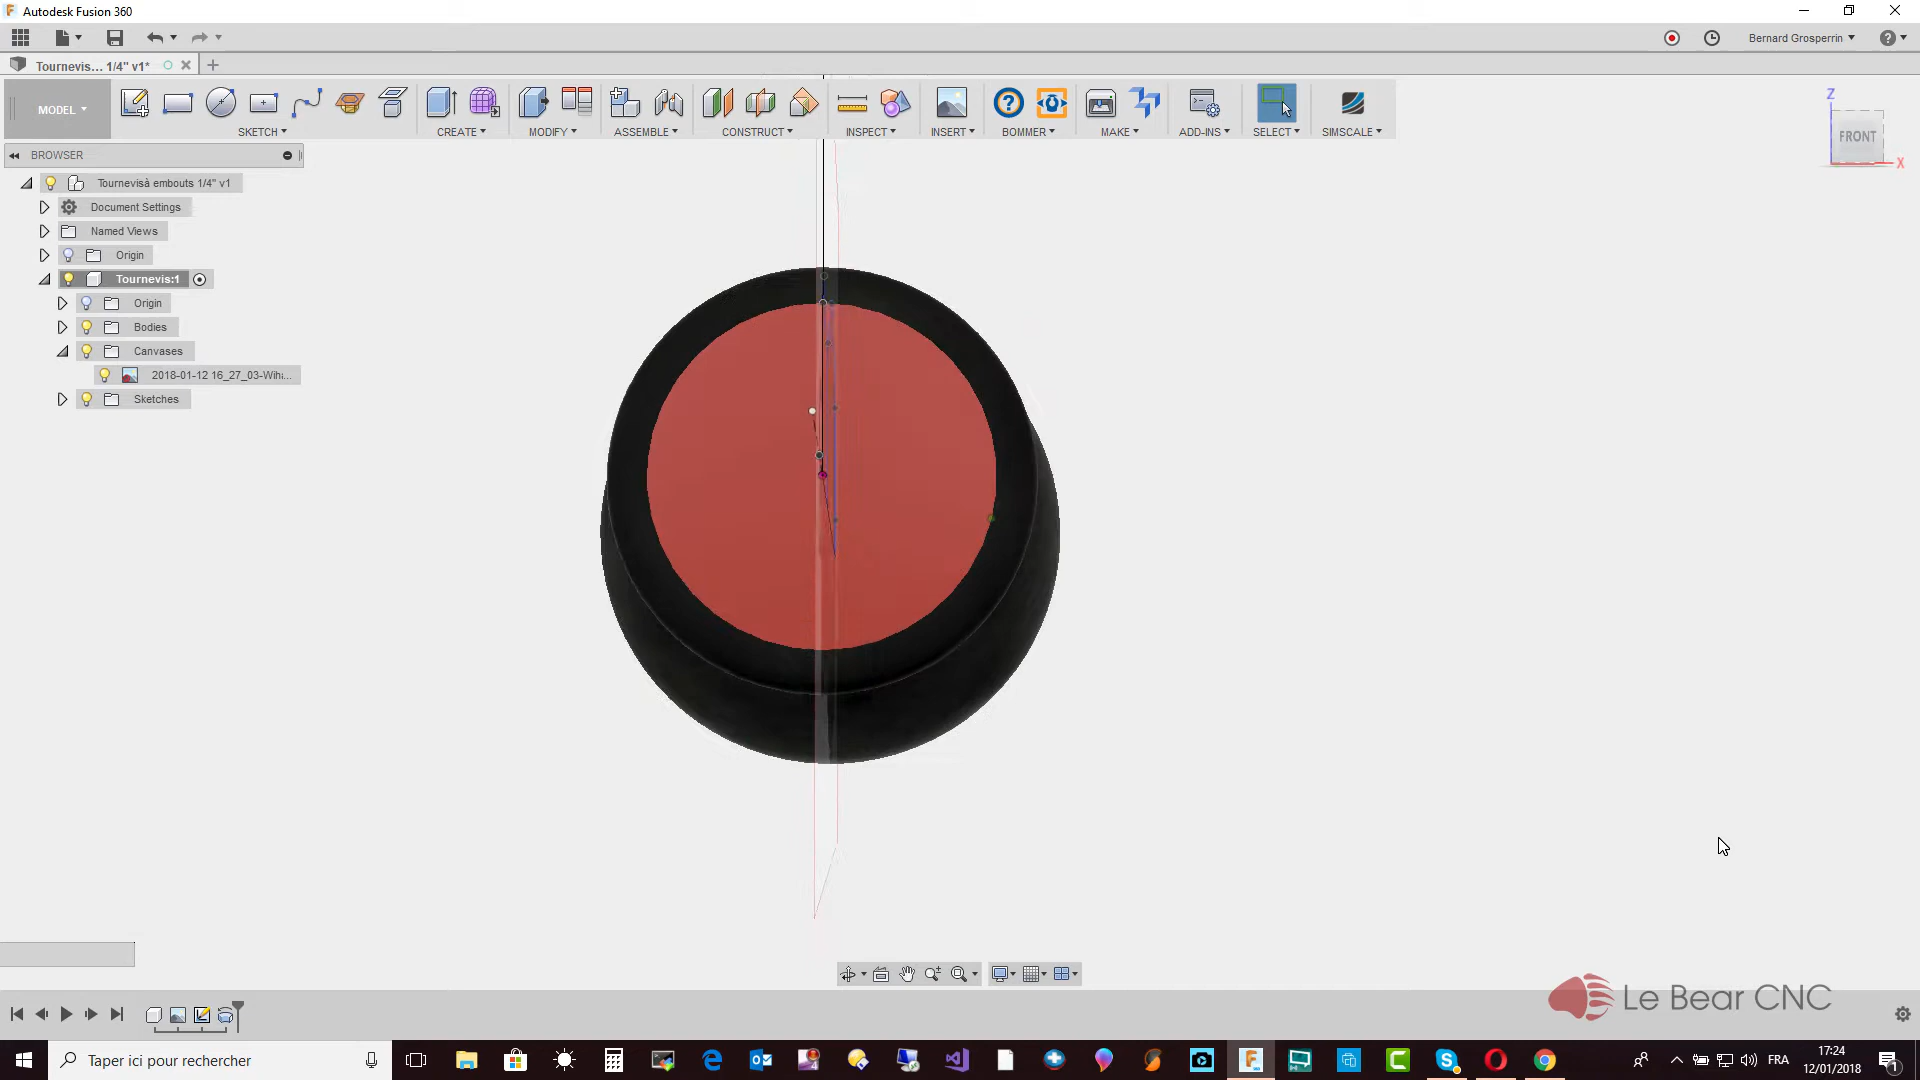 Autodesk Fusion 360
Bernard Grosperrin
Tournevis... 1/4" v1*
MODEL
SKETCH
CREATE
MODIFY
ASSEMBLE
CONSTRUCT
INSPECT
INSERT
BOMMER
MAKE
ADD-INS
SELECT
SIMSCALE
Z
FRONT
X
BROWSER
Tournevisà embouts 1/4" v1
Document Settings
Named Views
Origin
Tournevis:1
Origin
Bodies
Canvases
2018-01-12 16_27_03-Wih...
Sketches
Le Bear CNC
Taper ici pour rechercher
FRA
17:24
12/01/2018
1